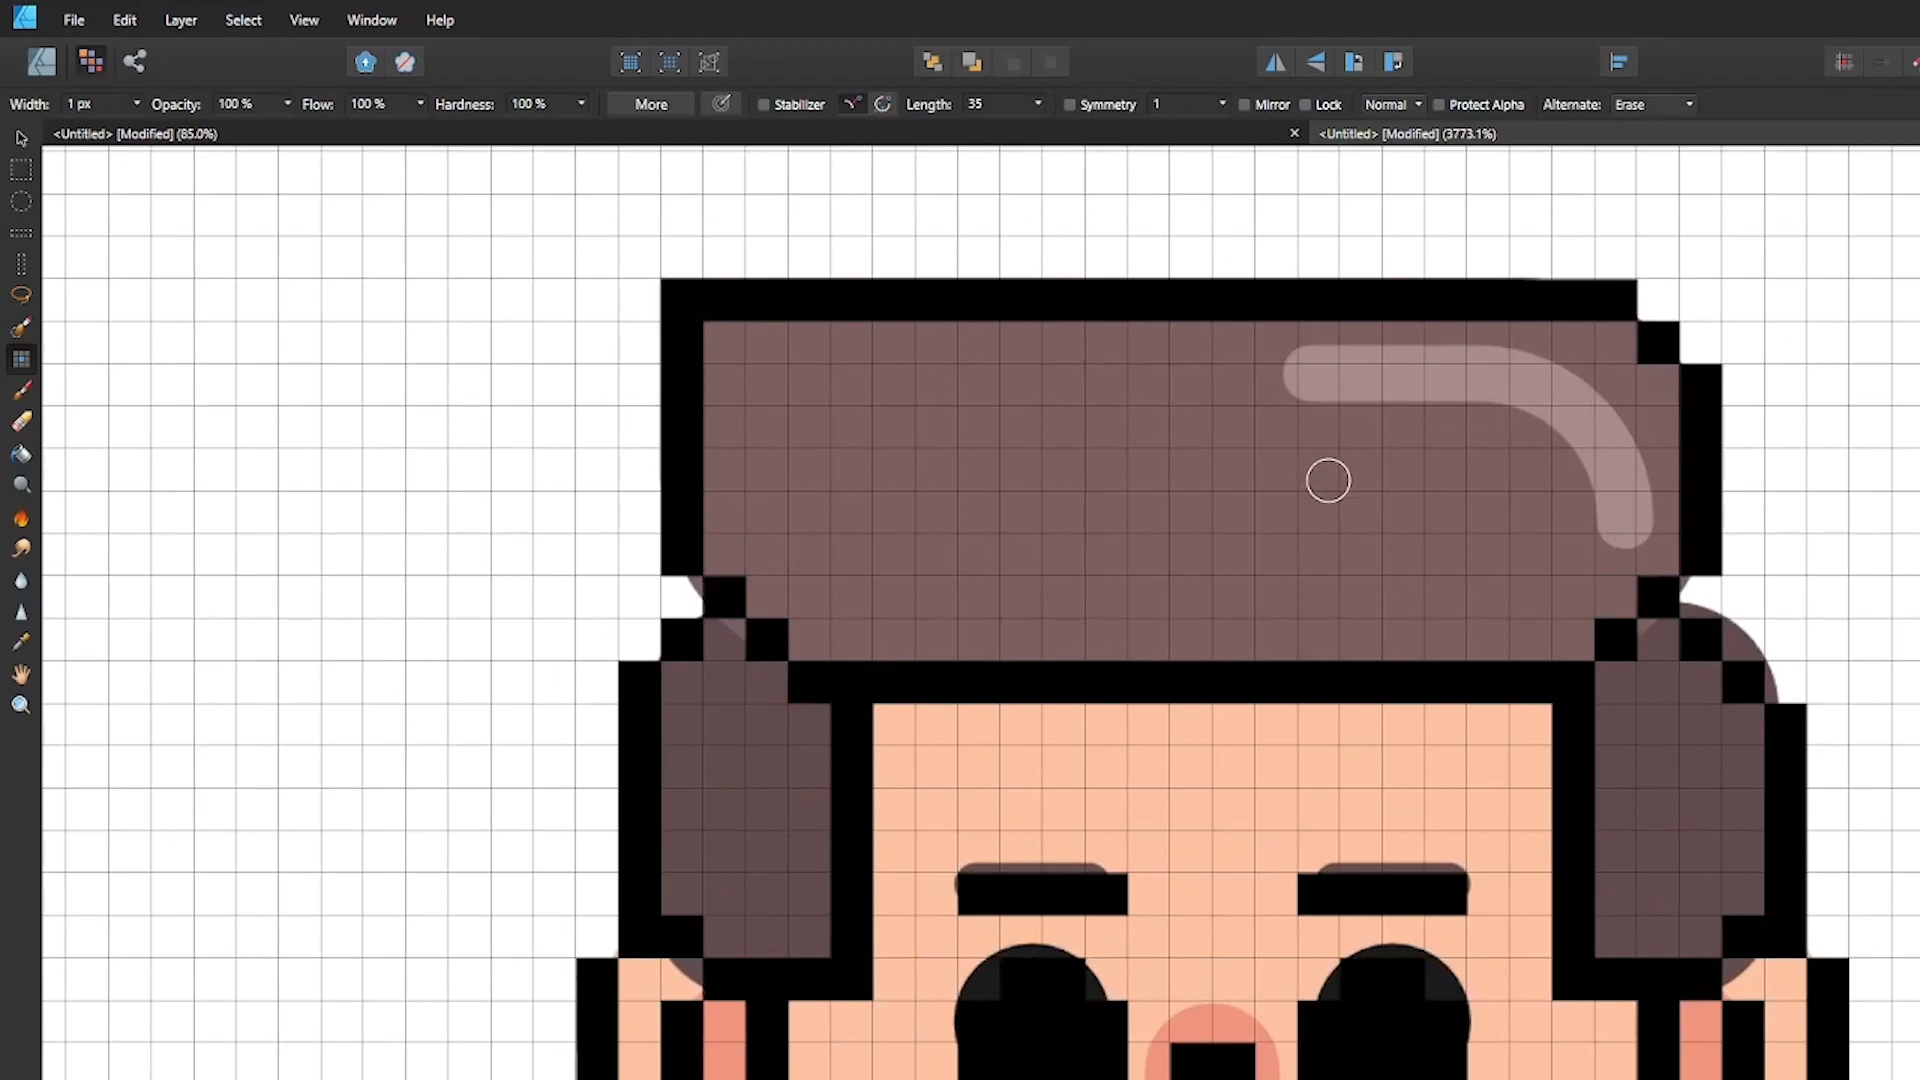 File Edit Layer Select View Window Help
Width: 1 px Opacity: 100 % Flow: 100 % Hardness: 100 % More Stabilizer Length: 35 Symmetry 1 Mirror Lock Normal Protect Alpha Alternate: Erase
<Untitled> [Modified] (85.0%) <Untitled> [Modified] (3773.1%)